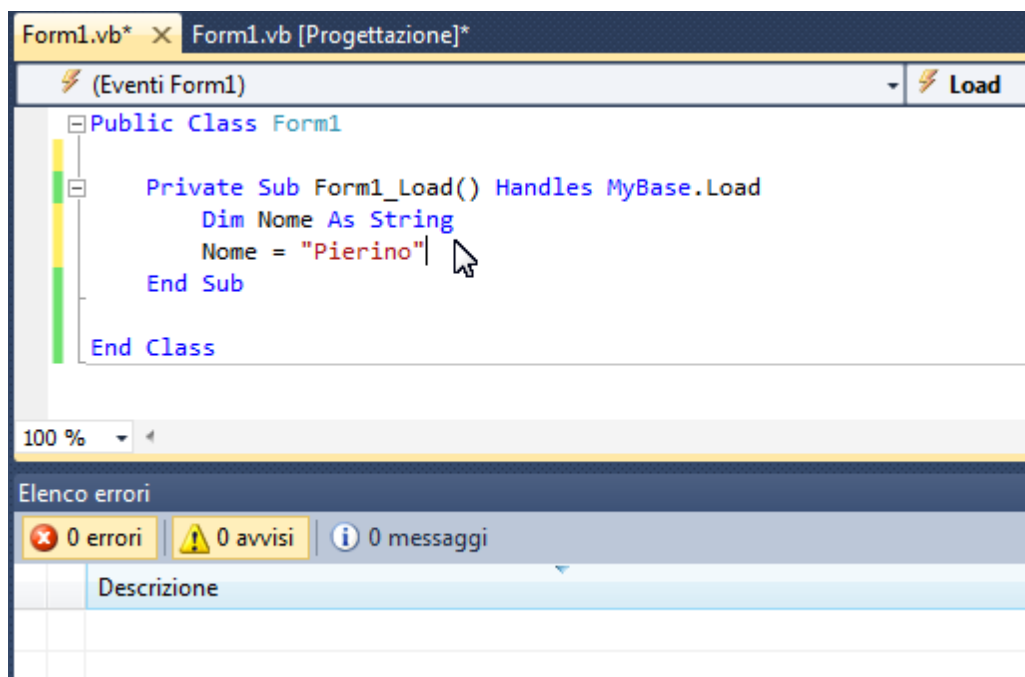 Form1.vb* Form1.vb [Progettazione]*
(Eventi Form1) Load
Public Class Form1
Private Sub Form1_Load() Handles MyBase.Load
Dim Nome As String
Nome = "Pierino"
End Sub
End Class
100 %
Elenco errori
0 errori 0 avvisi 0 messaggi
Descrizione